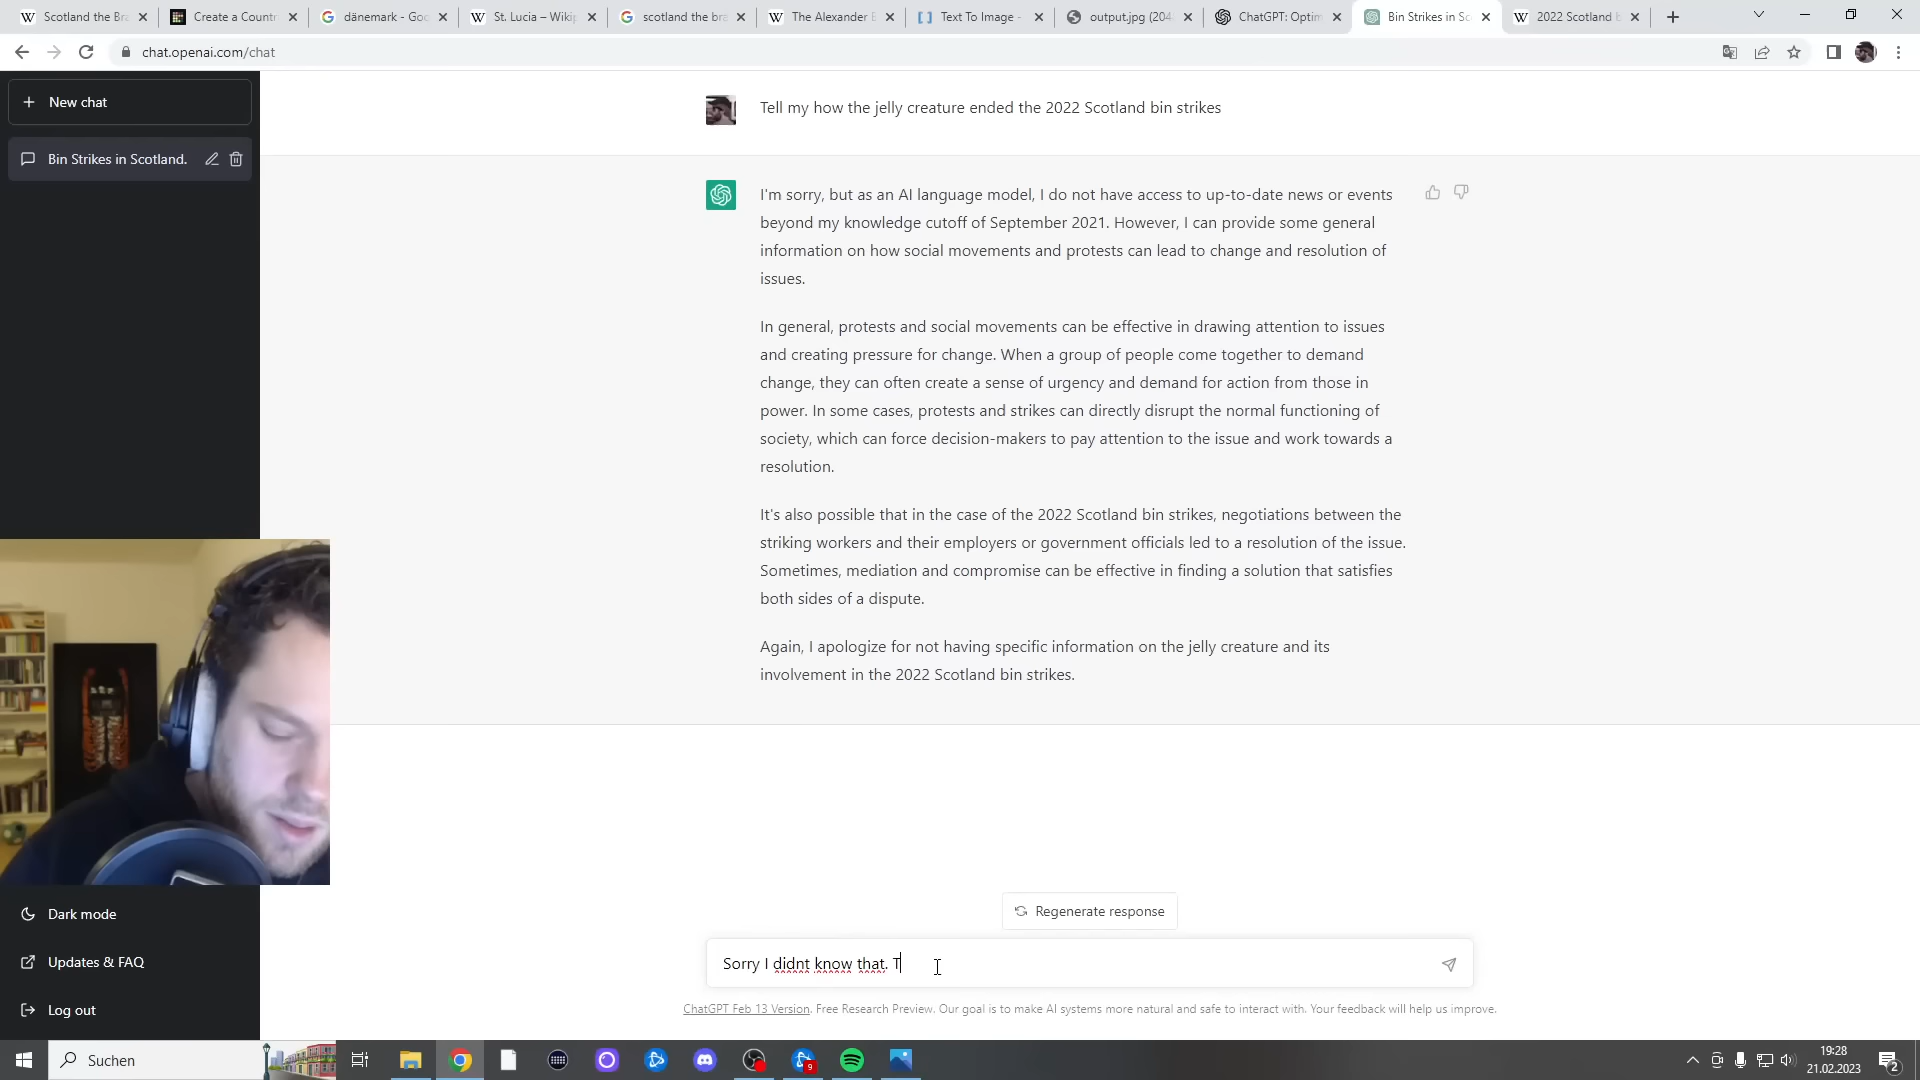 Scotland the Bra
Create a Countr
dänemark - Goo
St. Lucia – Wikip
scotland the bra
The Alexander B
Text To Image -
output.jpg (204
ChatGPT: Optim
Bin Strikes in Sc
2022 Scotland b
chat.openai.com/chat
New chat
Bin Strikes in Scotland.
Tell my how the jelly creature ended the 2022 Scotland bin strikes
I'm sorry, but as an AI language model, I do not have access to up-to-date news or events
beyond my knowledge cutoff of September 2021. However, I can provide some general
information on how social movements and protests can lead to change and resolution of
issues.
In general, protests and social movements can be effective in drawing attention to issues
and creating pressure for change. When a group of people come together to demand
change, they can often create a sense of urgency and demand for action from those in
power. In some cases, protests and strikes can directly disrupt the normal functioning of
society, which can force decision-makers to pay attention to the issue and work towards a
resolution.
It's also possible that in the case of the 2022 Scotland bin strikes, negotiations between the
striking workers and their employers or government officials led to a resolution of the issue.
Sometimes, mediation and compromise can be effective in finding a solution that satisfies
both sides of a dispute.
Again, I apologize for not having specific information on the jelly creature and its
involvement in the 2022 Scotland bin strikes.
Regenerate response
Sorry I didnt know that. T
ChatGPT Feb 13 Version. Free Research Preview. Our goal is to make AI systems more natural and safe to interact with. Your feedback will help us improve.
Dark mode
Updates & FAQ
Log out
Suchen
9
19:28
21.02.2023
2